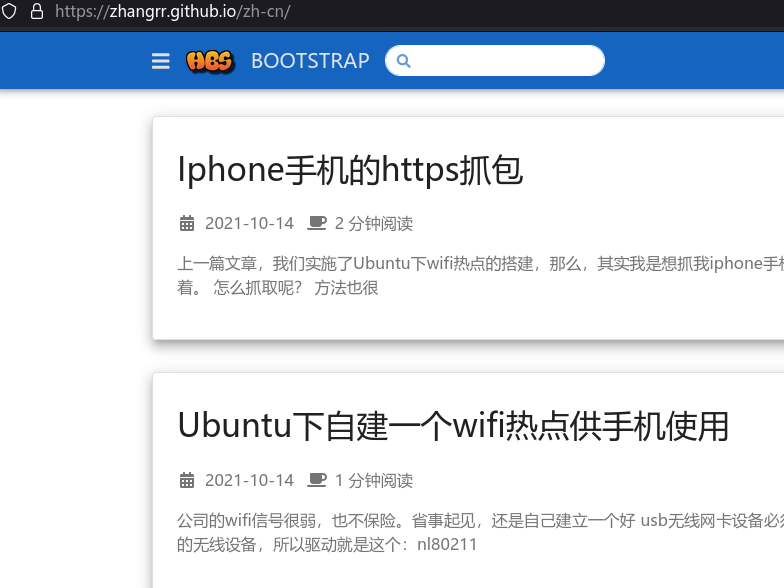 https://zhangrr.github.io/zh-cn/
HBS BOOTSTRAP
Iphone手机的https抓包
2021-10-14 2 分钟阅读
上一篇文章，我们实施了Ubuntu下wifi热点的搭建，那么，其实我是想抓我iphone手
着。 怎么抓取呢？ 方法也很
Ubuntu下自建一个wifi热点供手机使用
2021-10-14 1 分钟阅读
公司的wifi信号很弱，也不保险。省事起见，还是自己建立一个好 usb无线网卡设备必
的无线设备，所以驱动就是这个：nl80211